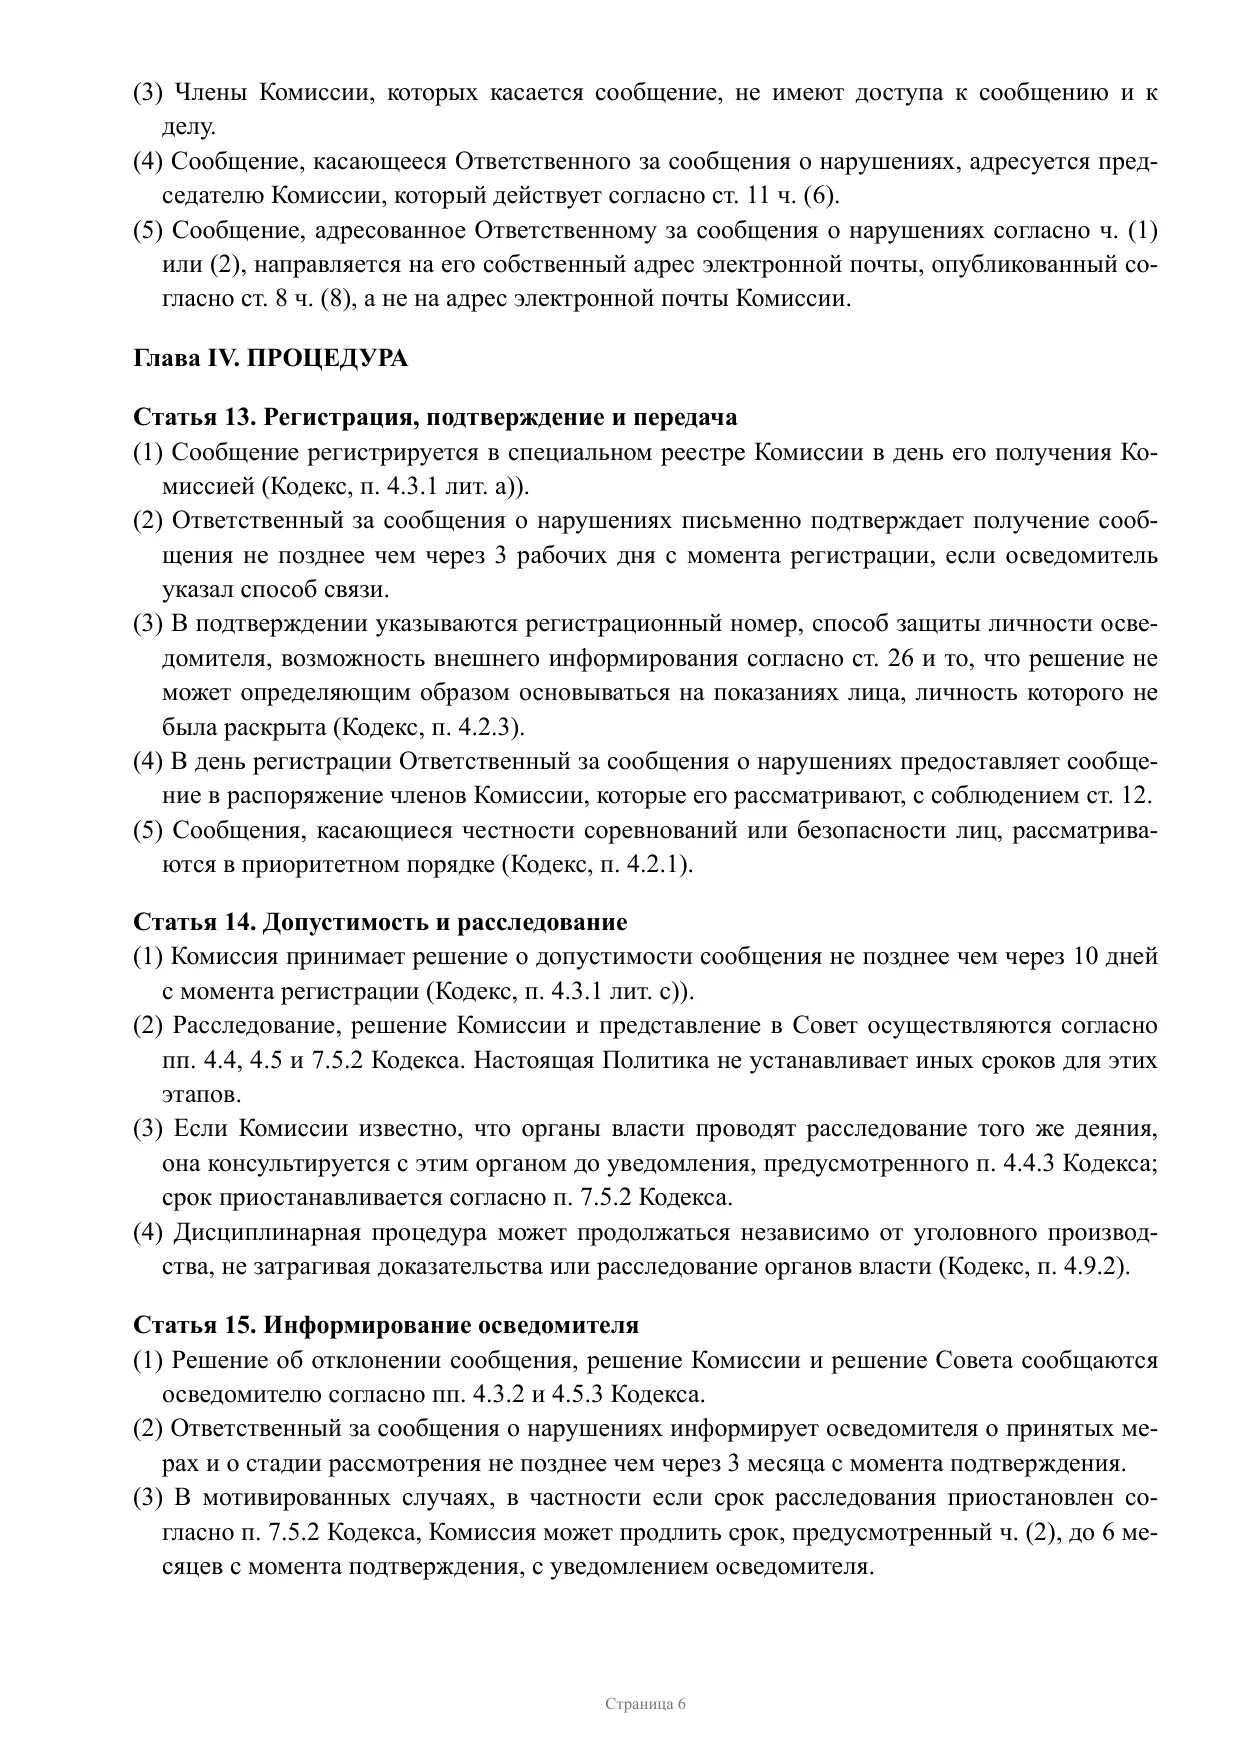 (3) Члены Комиссии, которых касается сообщение, не имеют доступа к сообщению и к
делу.
(4) Сообщение, касающееся Ответственного за сообщения о нарушениях, адресуется пред-
седателю Комиссии, который действует согласно ст. 11 ч. (6).
(5) Сообщение, адресованное Ответственному за сообщения о нарушениях согласно ч. (1)
или (2), направляется на его собственный адрес электронной почты, опубликованный со-
гласно ст. 8 ч. (8), а не на адрес электронной почты Комиссии.
Глава IV. ПРОЦЕДУРА
Статья 13. Регистрация, подтверждение и передача
(1) Сообщение регистрируется в специальном реестре Комиссии в день его получения Ко-
миссией (Кодекс, п. 4.3.1 лит. a)).
(2) Ответственный за сообщения о нарушениях письменно подтверждает получение сооб-
щения не позднее чем через 3 рабочих дня с момента регистрации, если осведомитель
указал способ связи.
(3) В подтверждении указываются регистрационный номер, способ защиты личности осве-
домителя, возможность внешнего информирования согласно ст. 26 и то, что решение не
может определяющим образом основываться на показаниях лица, личность которого не
была раскрыта (Кодекс, п. 4.2.3).
(4) В день регистрации Ответственный за сообщения о нарушениях предоставляет сообще-
ние в распоряжение членов Комиссии, которые его рассматривают, с соблюдением ст. 12.
(5) Сообщения, касающиеся честности соревнований или безопасности лиц, рассматрива-
ются в приоритетном порядке (Кодекс, п. 4.2.1).
Статья 14. Допустимость и расследование
(1) Комиссия принимает решение о допустимости сообщения не позднее чем через 10 дней
с момента регистрации (Кодекс, п. 4.3.1 лит. c)).
(2) Расследование, решение Комиссии и представление в Совет осуществляются согласно
пп. 4.4, 4.5 и 7.5.2 Кодекса. Настоящая Политика не устанавливает иных сроков для этих
этапов.
(3) Если Комиссии известно, что органы власти проводят расследование того же деяния,
она консультируется с этим органом до уведомления, предусмотренного п. 4.4.3 Кодекса;
срок приостанавливается согласно п. 7.5.2 Кодекса.
(4) Дисциплинарная процедура может продолжаться независимо от уголовного производ-
ства, не затрагивая доказательства или расследование органов власти (Кодекс, п. 4.9.2).
Статья 15. Информирование осведомителя
(1) Решение об отклонении сообщения, решение Комиссии и решение Совета сообщаются
осведомителю согласно пп. 4.3.2 и 4.5.3 Кодекса.
(2) Ответственный за сообщения о нарушениях информирует осведомителя о принятых ме-
рах и о стадии рассмотрения не позднее чем через 3 месяца с момента подтверждения.
(3) В мотивированных случаях, в частности если срок расследования приостановлен со-
гласно п. 7.5.2 Кодекса, Комиссия может продлить срок, предусмотренный ч. (2), до 6 ме-
сяцев с момента подтверждения, с уведомлением осведомителя.
Страница 6